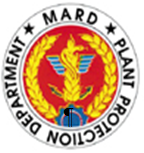 ★ MARD ★
PLANT PROTECTION DEPARTMENT